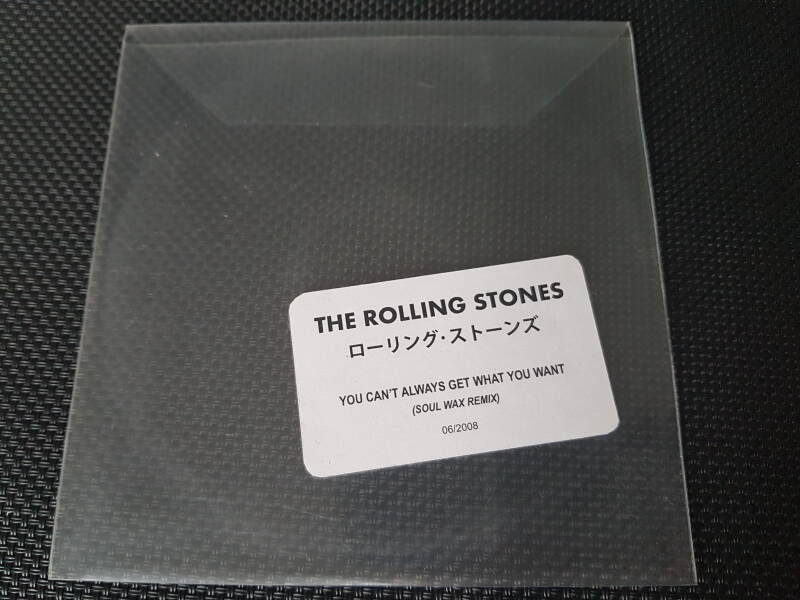 THE ROLLING STONES
ローリング・ストーンズ
YOU CAN'T ALWAYS GET WHAT YOU WANT
(SOUL WAX REMIX)
06/2008